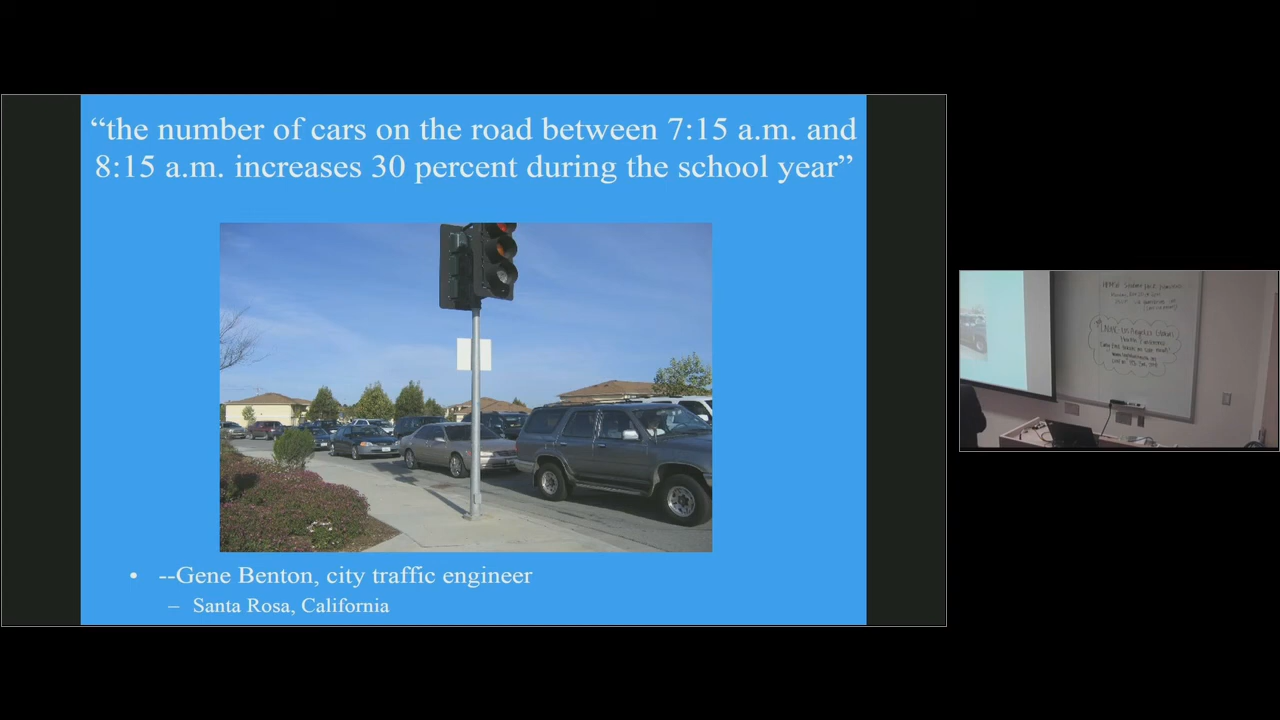 “the number of cars on the road between 7:15 a.m. and
8:15 a.m. increases 30 percent during the school year”
• --Gene Benton, city traffic engineer
– Santa Rosa, California